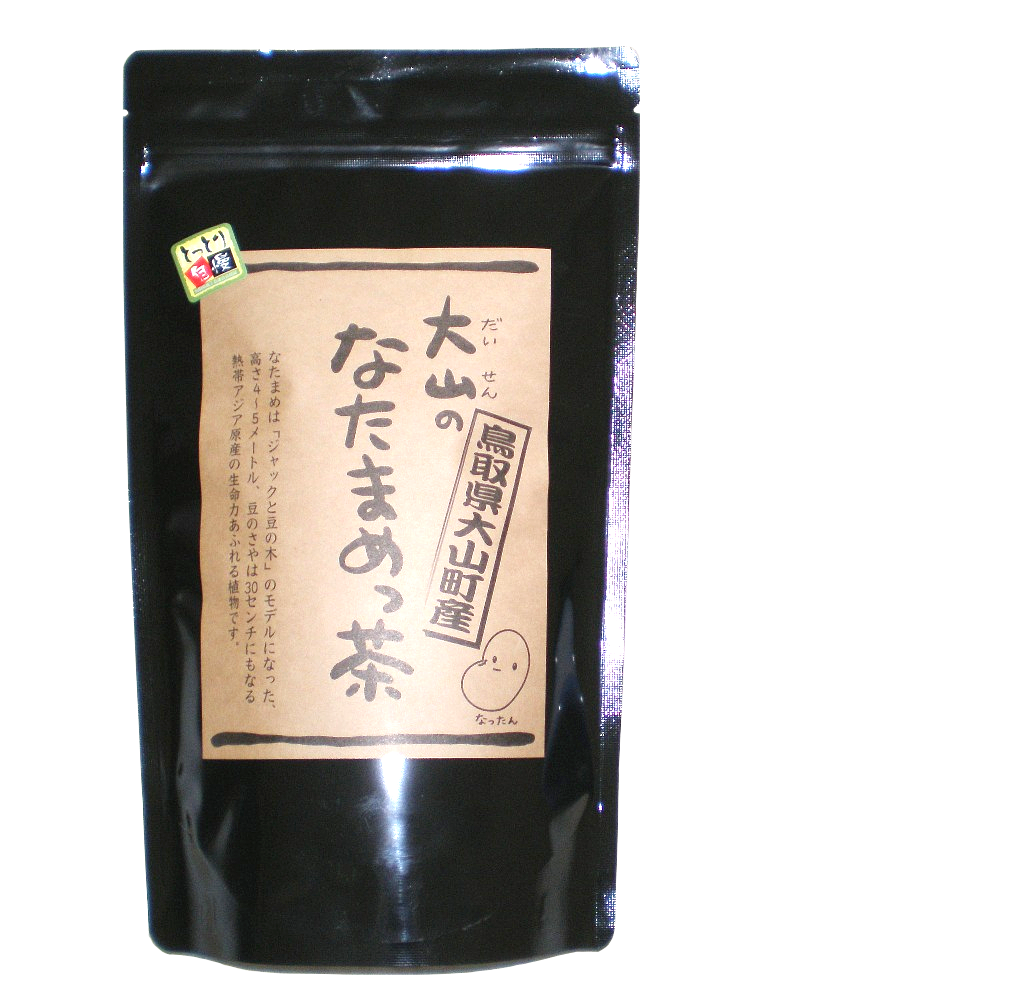 とっとり
自慢
だいせん
大山の
なたまめっ茶
鳥取県大山町産
なったん
なたまめは「ジャックと豆の木」のモデルになった、
高さ4～5メートル、豆のさやは30センチにもなる
熱帯アジア原産の生命力あふれる植物です。